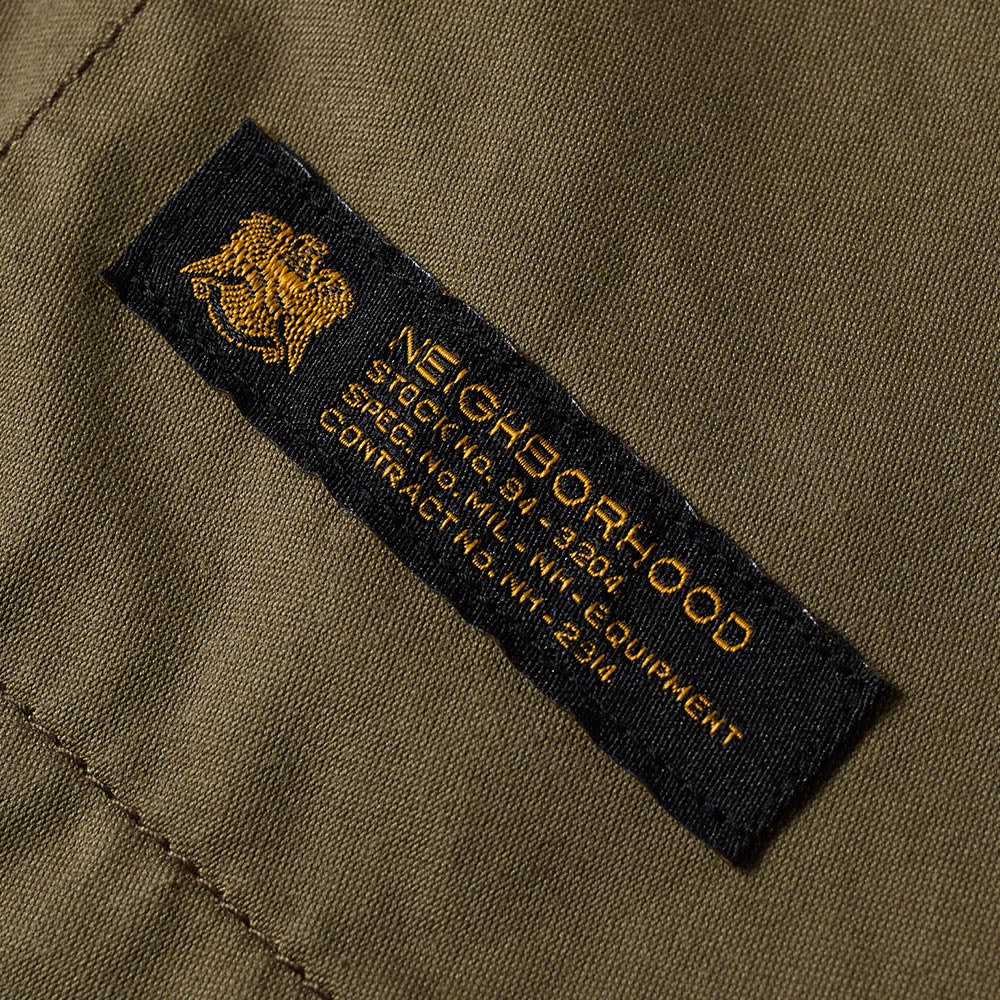 NEIGHBORHOOD
STOCK NO. 94-3204
SPEC. NO. MIL-NH-EQUIPMENT
CONTRACT NO. NH-2314